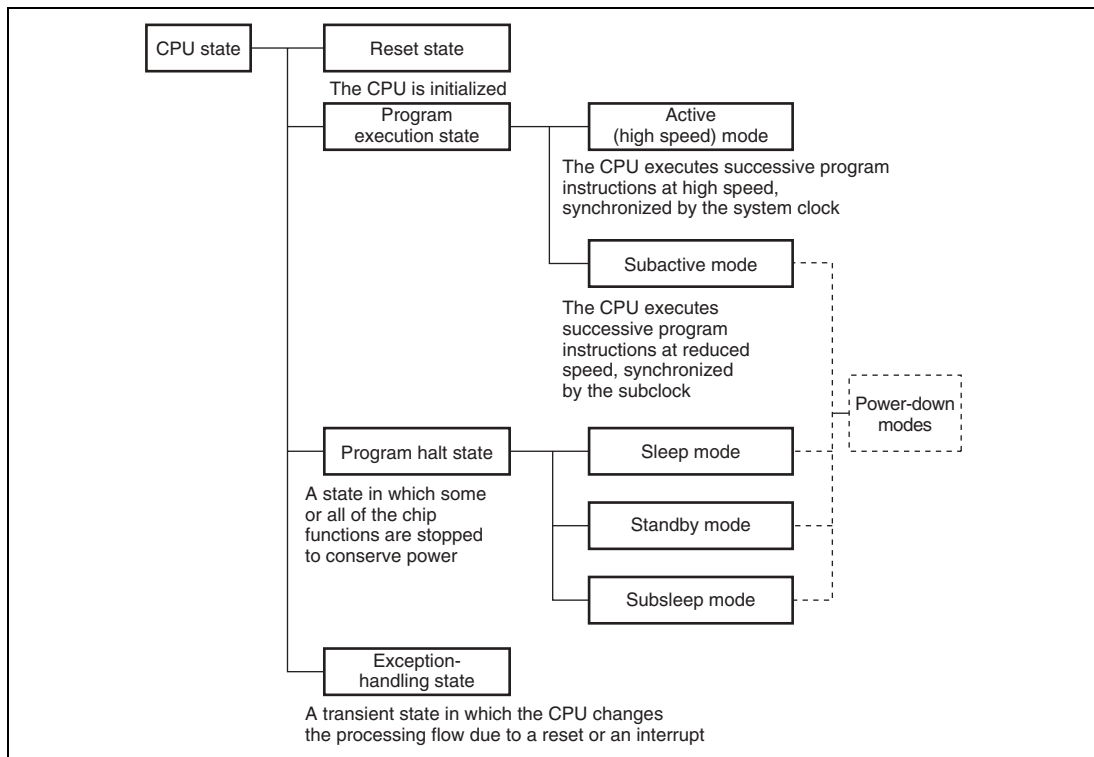 CPU state
Reset state
The CPU is initialized
Program
execution state
Active
(high speed) mode
The CPU executes successive program
instructions at high speed,
synchronized by the system clock
Subactive mode
The CPU executes
successive program
instructions at reduced
speed, synchronized
by the subclock
Power-down
modes
Program halt state
A state in which some
or all of the chip
functions are stopped
to conserve power
Sleep mode
Standby mode
Subsleep mode
Exception-
handling state
A transient state in which the CPU changes
the processing flow due to a reset or an interrupt